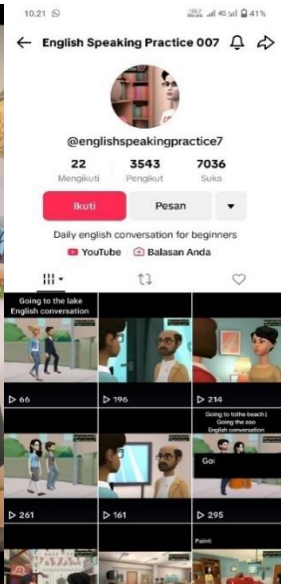 10.21
41%
English Speaking Practice 007
@englishspeakingpractice7
22 3543 7036
Mengikuti Pengikut Suka
Ikuti Pesan
Daily english conversation for beginners
YouTube Balasan Anda
Going to the lake
English conversation
66
196
214
Going to tothe beach |
Going the zoo
English conversation
Goi
261
161
295
Painti